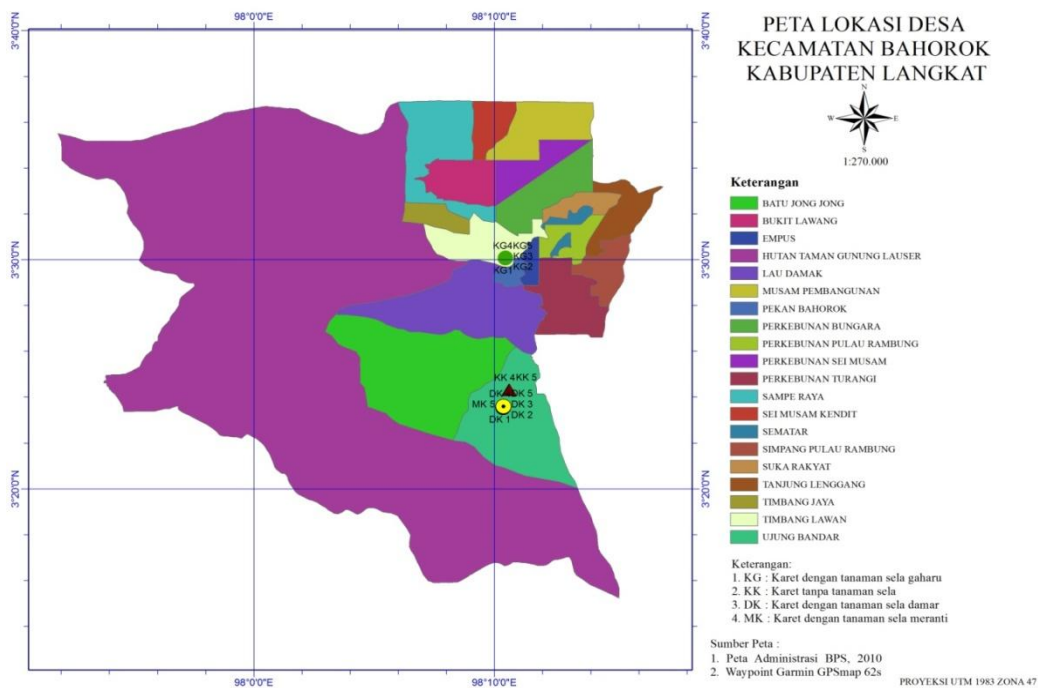 98°0'0"E
98°10'0"E
3°40'0"N
3°40'0"N
3°30'0"N
3°30'0"N
3°20'0"N
3°20'0"N
98°0'0"E
98°10'0"E
KG4KG5
KG3
KG2
KG1
KK 4KK 5
DK 5
MK 5
DK 3
DK 2
DK 1
PETA LOKASI DESA
KECAMATAN BAHOROK
KABUPATEN LANGKAT
N
W
E
S
1:270.000
Keterangan
BATU JONG JONG
BUKIT LAWANG
EMPUS
HUTAN TAMAN GUNUNG LAUSER
LAU DAMAK
MUSAM PEMBANGUNAN
PEKAN BAHOROK
PERKEBUNAN BUNGARA
PERKEBUNAN PULAU RAMBUNG
PERKEBUNAN SEI MUSAM
PERKEBUNAN TURANGI
SAMPE RAYA
SEI MUSAM KENDIT
SEMATAR
SIMPANG PULAU RAMBUNG
SUKA RAKYAT
TANJUNG LENGGANG
TIMBANG JAYA
TIMBANG LAWAN
UJUNG BANDAR
Keterangan:
1. KG : Karet dengan tanaman sela gaharu
2. KK : Karet tanpa tanaman sela
3. DK : Karet dengan tanaman sela damar
4. MK : Karet dengan tanaman sela meranti
Sumber Peta :
1. Peta Administrasi BPS, 2010
2. Waypoint Garmin GPSmap 62s
PROYEKSI UTM 1983 ZONA 47